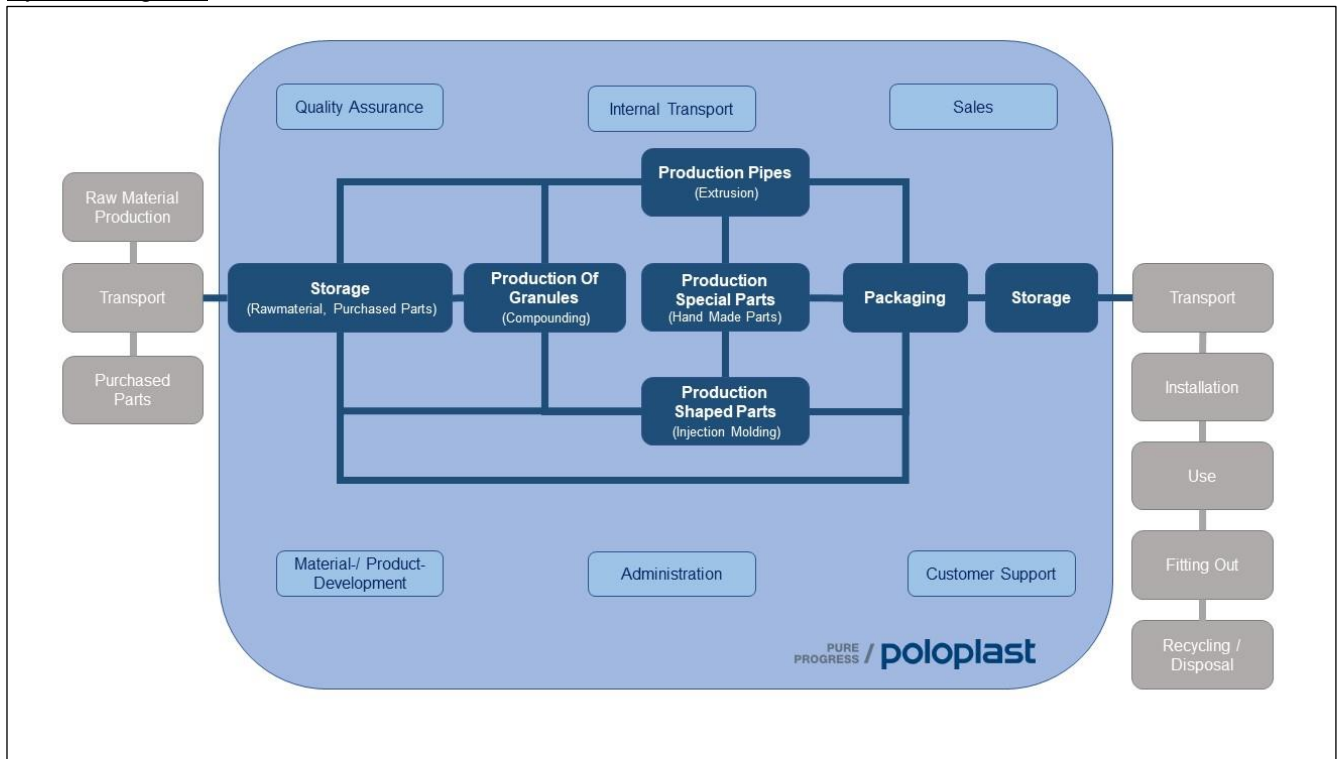 Quality Assurance
Internal Transport
Sales
Raw Material
Production
Transport
Purchased
Parts
Production Pipes
(Extrusion)
Storage
(Rawmaterial, Purchased Parts)
Production Of
Granules
(Compounding)
Production
Special Parts
(Hand Made Parts)
Packaging
Storage
Production
Shaped Parts
(Injection Molding)
Transport
Installation
Use
Fitting Out
Recycling /
Disposal
Material-/ Product-
Development
Administration
Customer Support
PURE
PROGRESS / poloplast